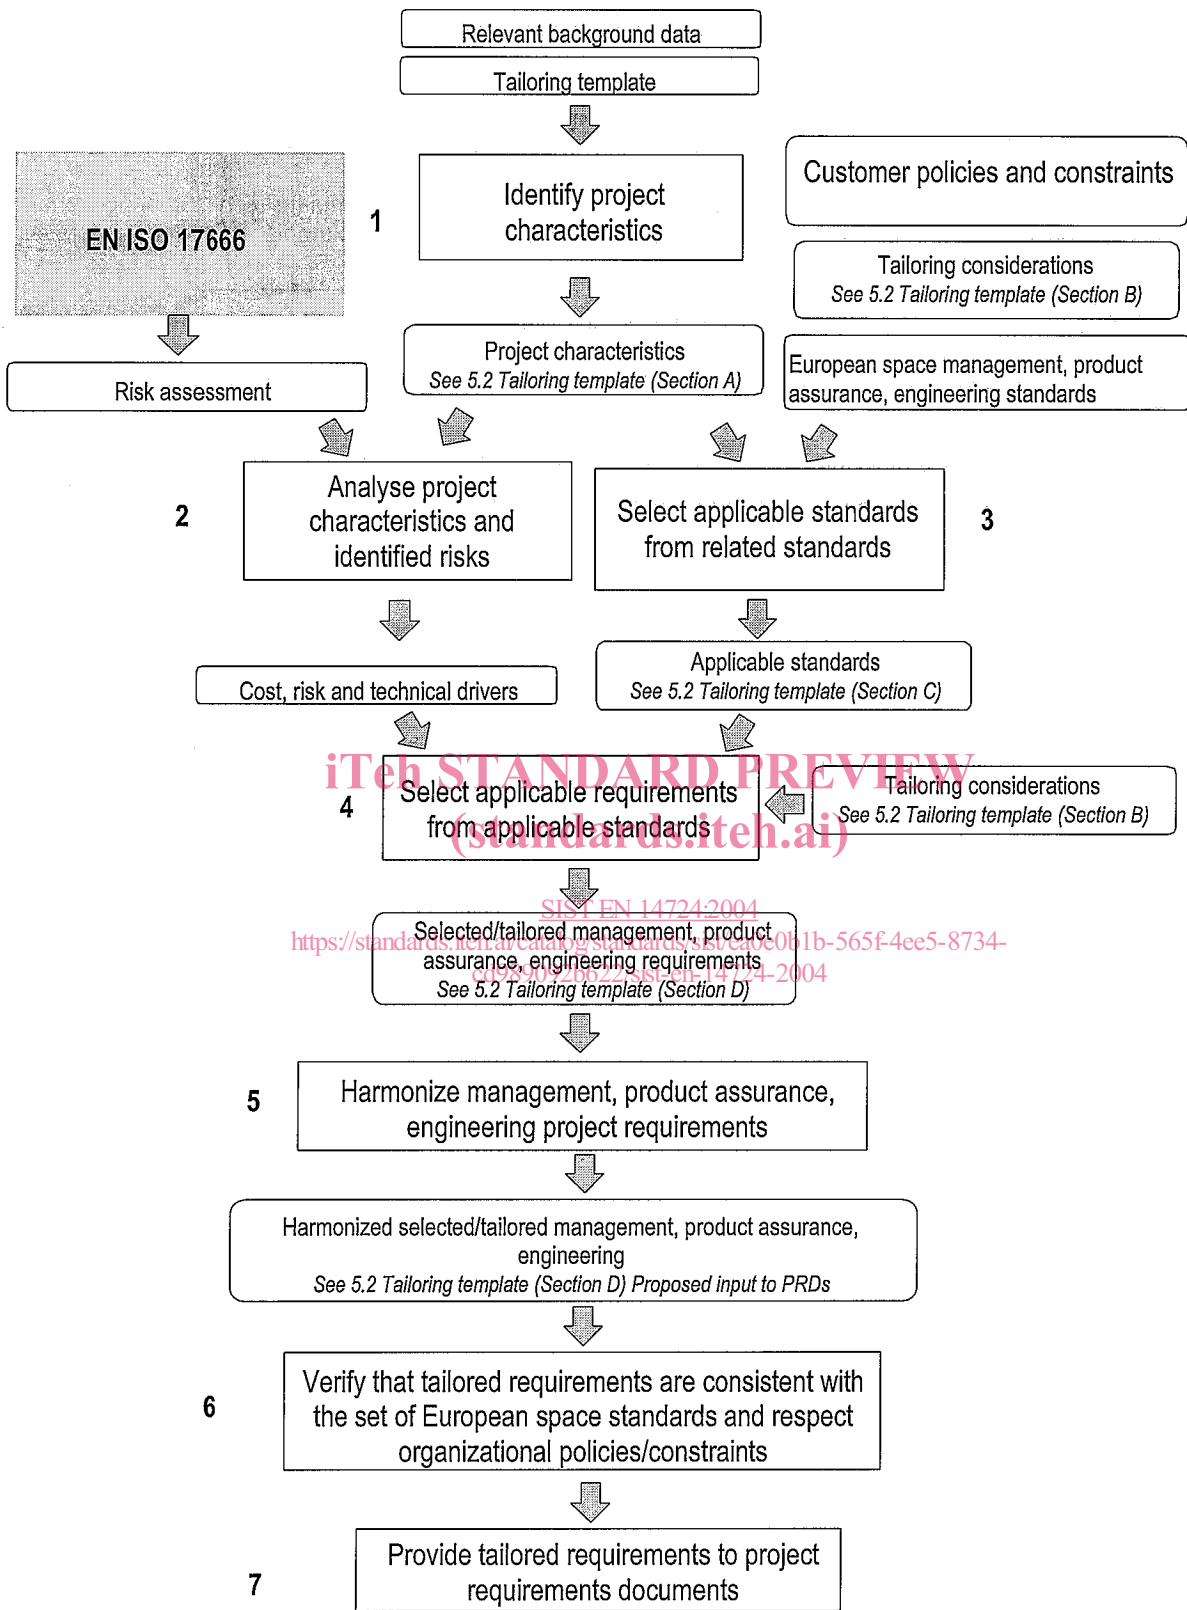 Relevant background data
Tailoring template
EN ISO 17666
1
Identify project
characteristics
Customer policies and constraints
Tailoring considerations
See 5.2 Tailoring template (Section B)
Risk assessment
Project characteristics
See 5.2 Tailoring template (Section A)
European space management, product
assurance, engineering standards
2
Analyse project
characteristics and
identified risks
Select applicable standards
from related standards
3
Cost, risk and technical drivers
Applicable standards
See 5.2 Tailoring template (Section C)
iTeh STANDARD PREVIEW
(standards.iteh.ai)
4
Select applicable requirements
from applicable standards
Tailoring considerations
See 5.2 Tailoring template (Section B)
SIST EN 14724:2004
https://standards.iteh.ai/catalog/standards/sist/ea0e0b1b-565f-4ee5-8734-
cd989092b622/sist-en-14724-2004
Selected/tailored management, product
assurance, engineering requirements
See 5.2 Tailoring template (Section D)
5
Harmonize management, product assurance,
engineering project requirements
Harmonized selected/tailored management, product assurance,
engineering
See 5.2 Tailoring template (Section D) Proposed input to PRDs
6
Verify that tailored requirements are consistent with
the set of European space standards and respect
organizational policies/constraints
7
Provide tailored requirements to project
requirements documents